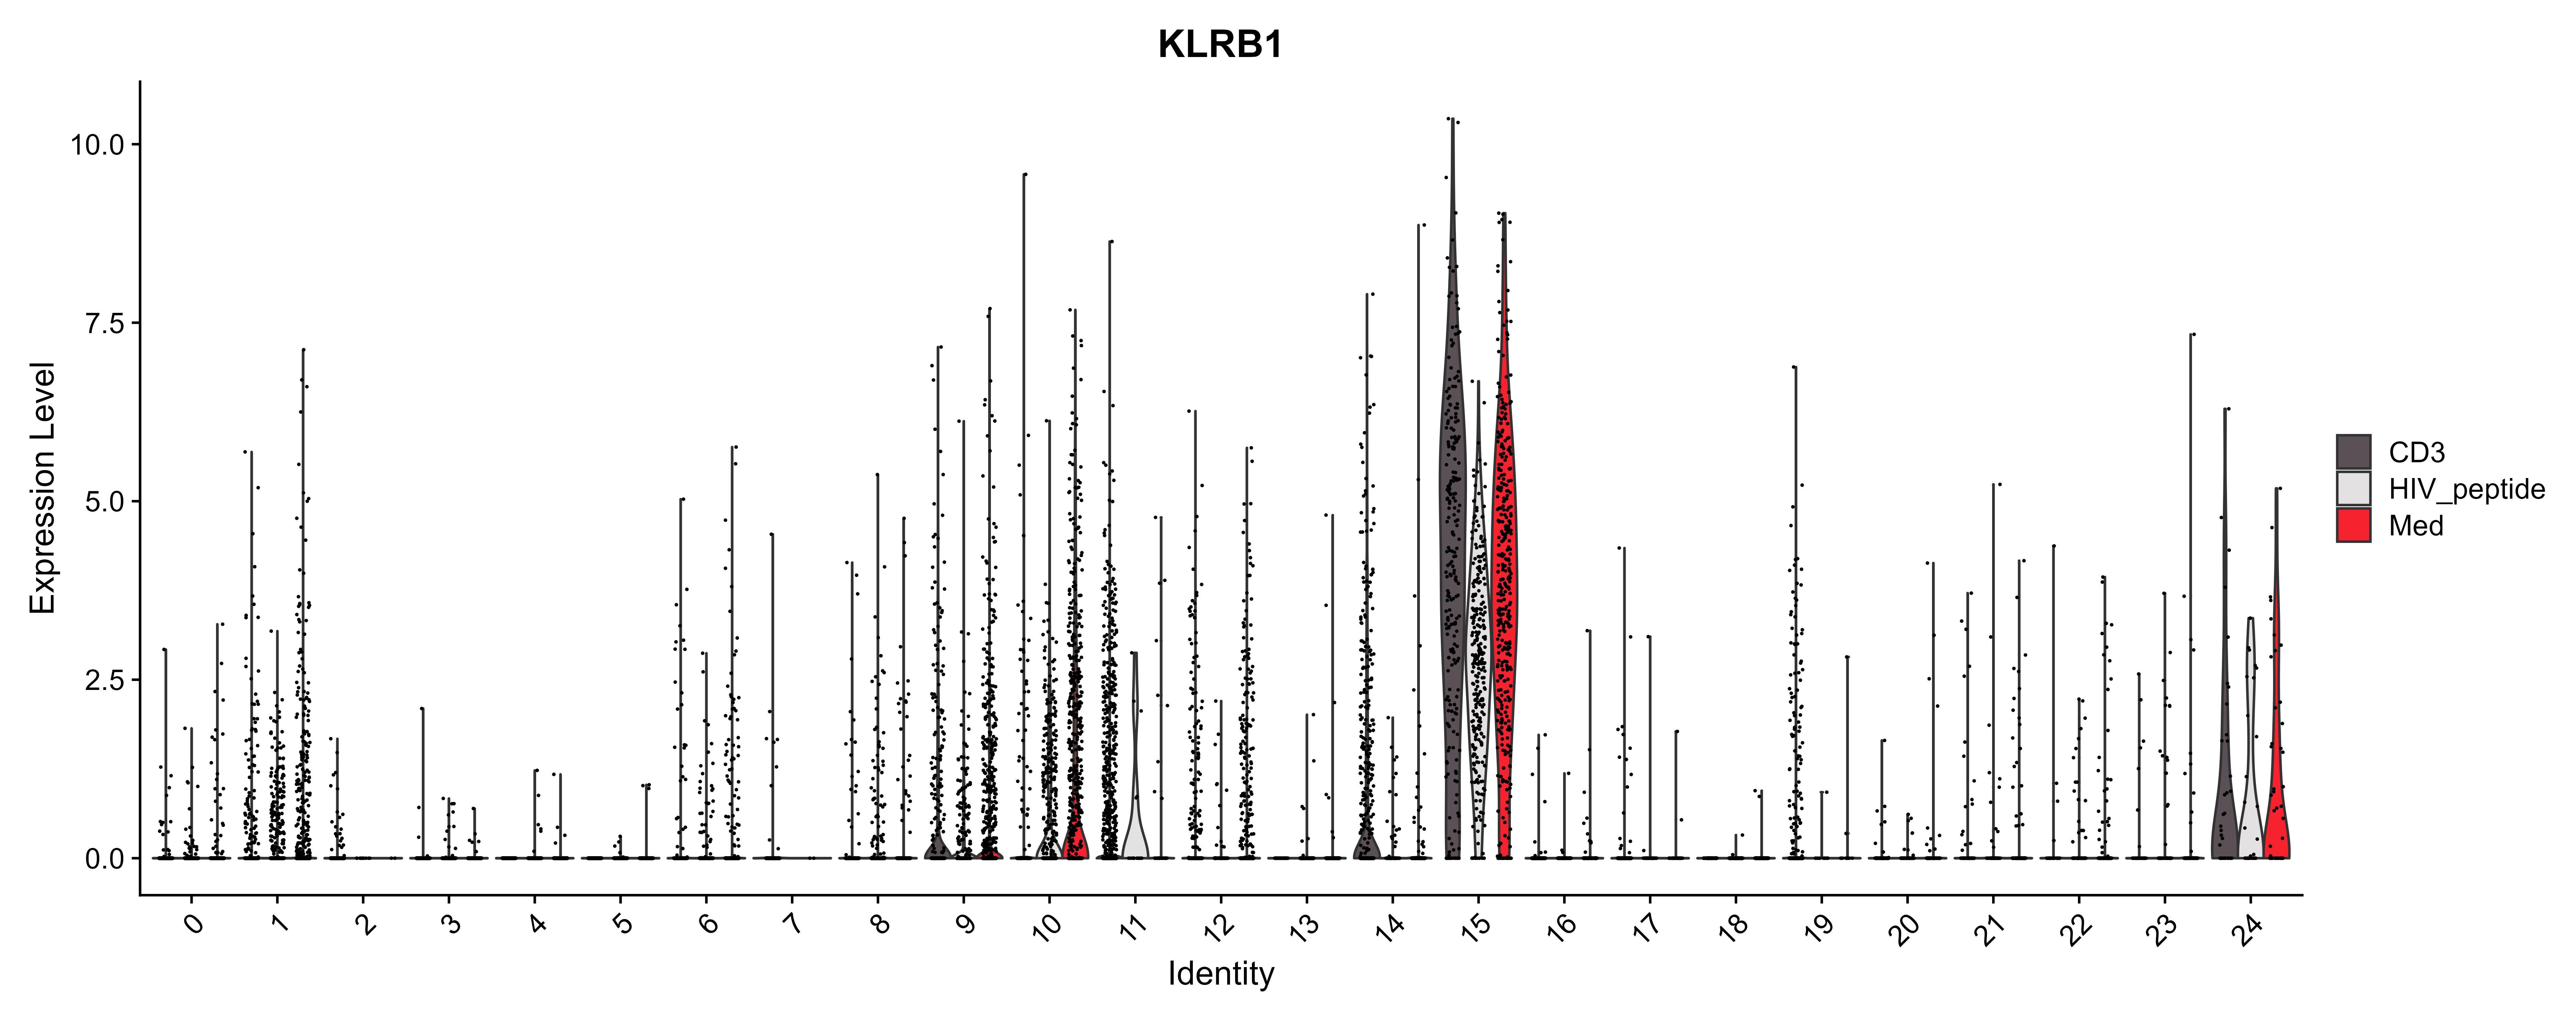 KLRB1
Expression Level
10.0
7.5
5.0
2.5
0.0
0 1 2 3 4 5 6 7 8 9 10 11 12 13 14 15 16 17 18 19 20 21 22 23 24
Identity
CD3
HIV_peptide
Med